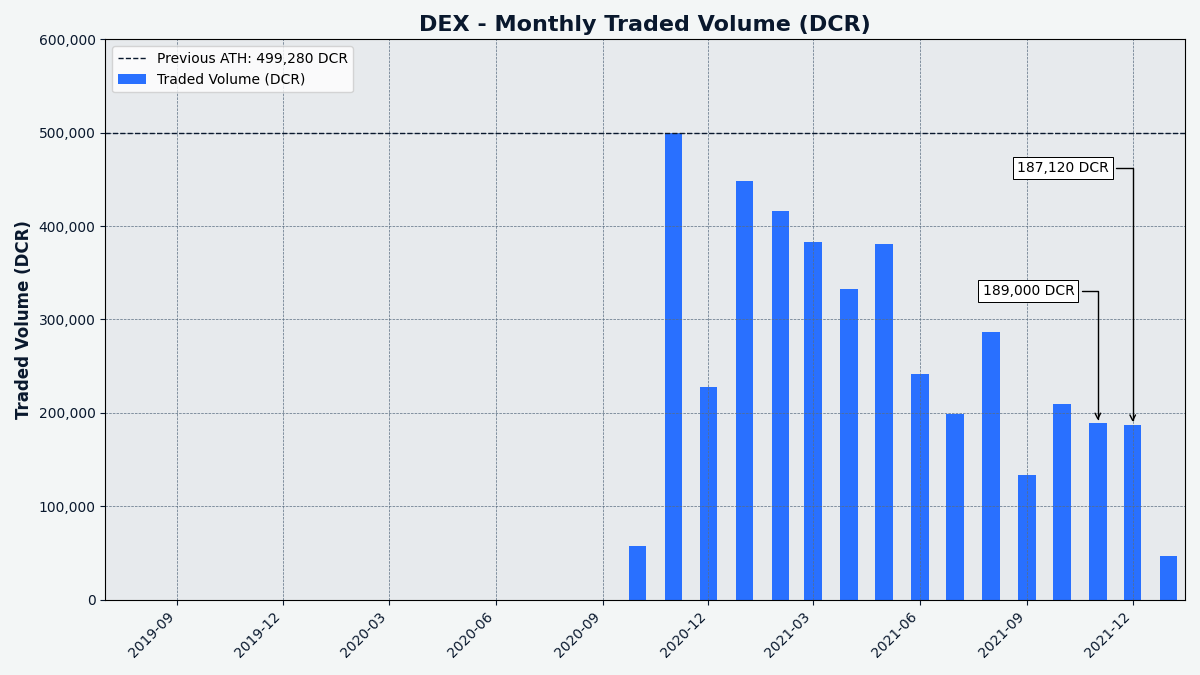 DEX - Monthly Traded Volume (DCR)
Previous ATH: 499,280 DCR
Traded Volume (DCR)
Traded Volume (DCR)
600,000
500,000
400,000
300,000
200,000
100,000
0
187,120 DCR
189,000 DCR
2019-09
2019-12
2020-03
2020-06
2020-09
2020-12
2021-03
2021-06
2021-09
2021-12